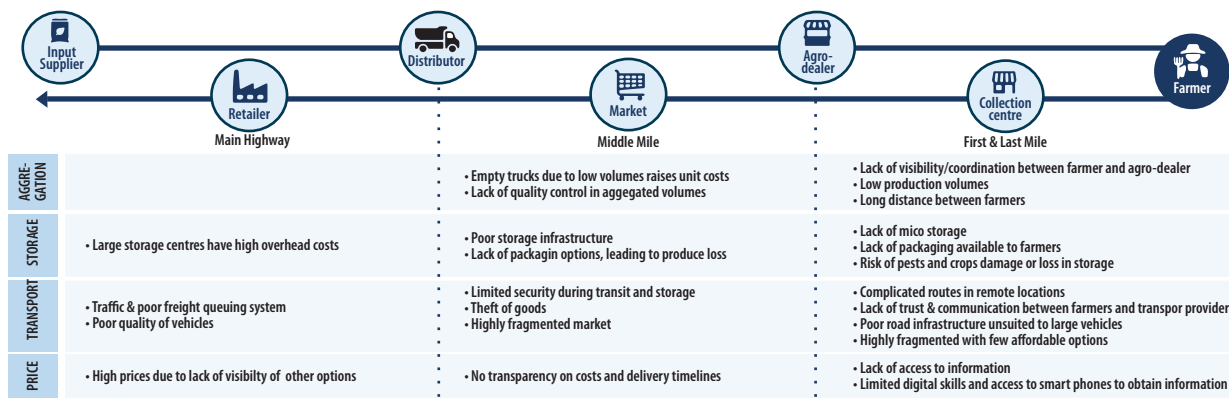 Input
Supplier
Distributor
Agro-
dealer
Farmer
Retailer
Market
Collection
centre
Main Highway
Middle Mile
First & Last Mile
AGGRE-
GATION
• Empty trucks due to low volumes raises unit costs
• Lack of quality control in aggegated volumes
• Lack of visibility/coordination between farmer and agro-dealer
• Low production volumes
• Long distance between farmers
STORAGE
• Large storage centres have high overhead costs
• Poor storage infrastructure
• Lack of packagin options, leading to produce loss
• Lack of mico storage
• Lack of packaging available to farmers
• Risk of pests and crops damage or loss in storage
TRANSPORT
• Traffic & poor freight queuing system
• Poor quality of vehicles
• Limited security during transit and storage
• Theft of goods
• Highly fragmented market
• Complicated routes in remote locations
• Lack of trust & communication between farmers and transpor provider
• Poor road infrastructure unsuited to large vehicles
• Highly fragmented with few affordable options
PRICE
• High prices due to lack of visibilty of other options
• No transparency on costs and delivery timelines
• Lack of access to information
• Limited digital skills and access to smart phones to obtain information